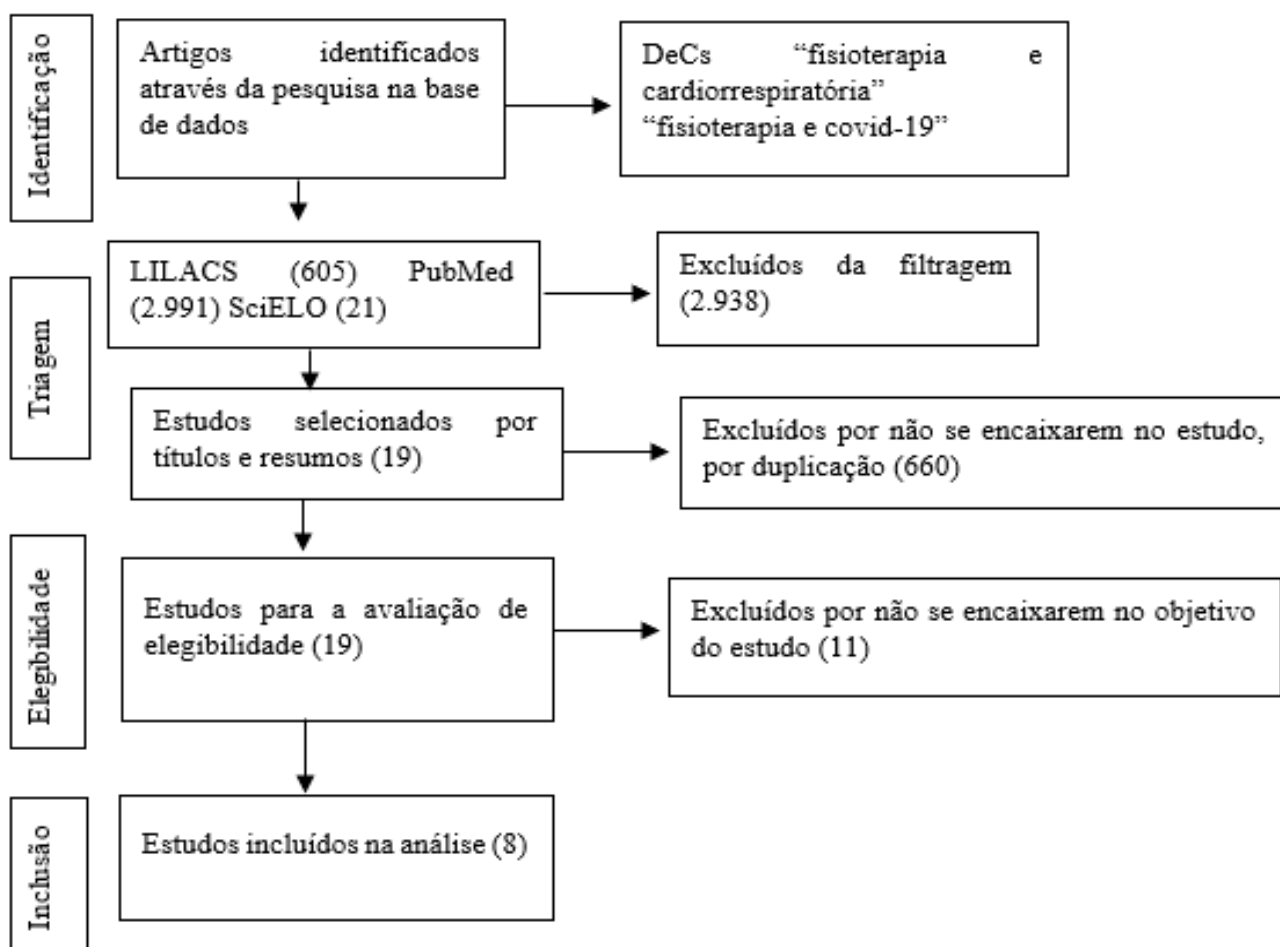 Identificação
Artigos identificados
através da pesquisa na base
de dados
DeCs “fisioterapia e
cardiorrespiratória”
“fisioterapia e covid-19”
Triagem
LILACS (605) PubMed
(2.991) SciELO (21)
Excluídos da filtragem
(2.938)
Estudos selecionados por
títulos e resumos (19)
Excluídos por não se encaixarem no estudo,
por duplicação (660)
Elegibilidade
Estudos para a avaliação de
elegibilidade (19)
Excluídos por não se encaixarem no objetivo
do estudo (11)
Inclusão
Estudos incluídos na análise (8)